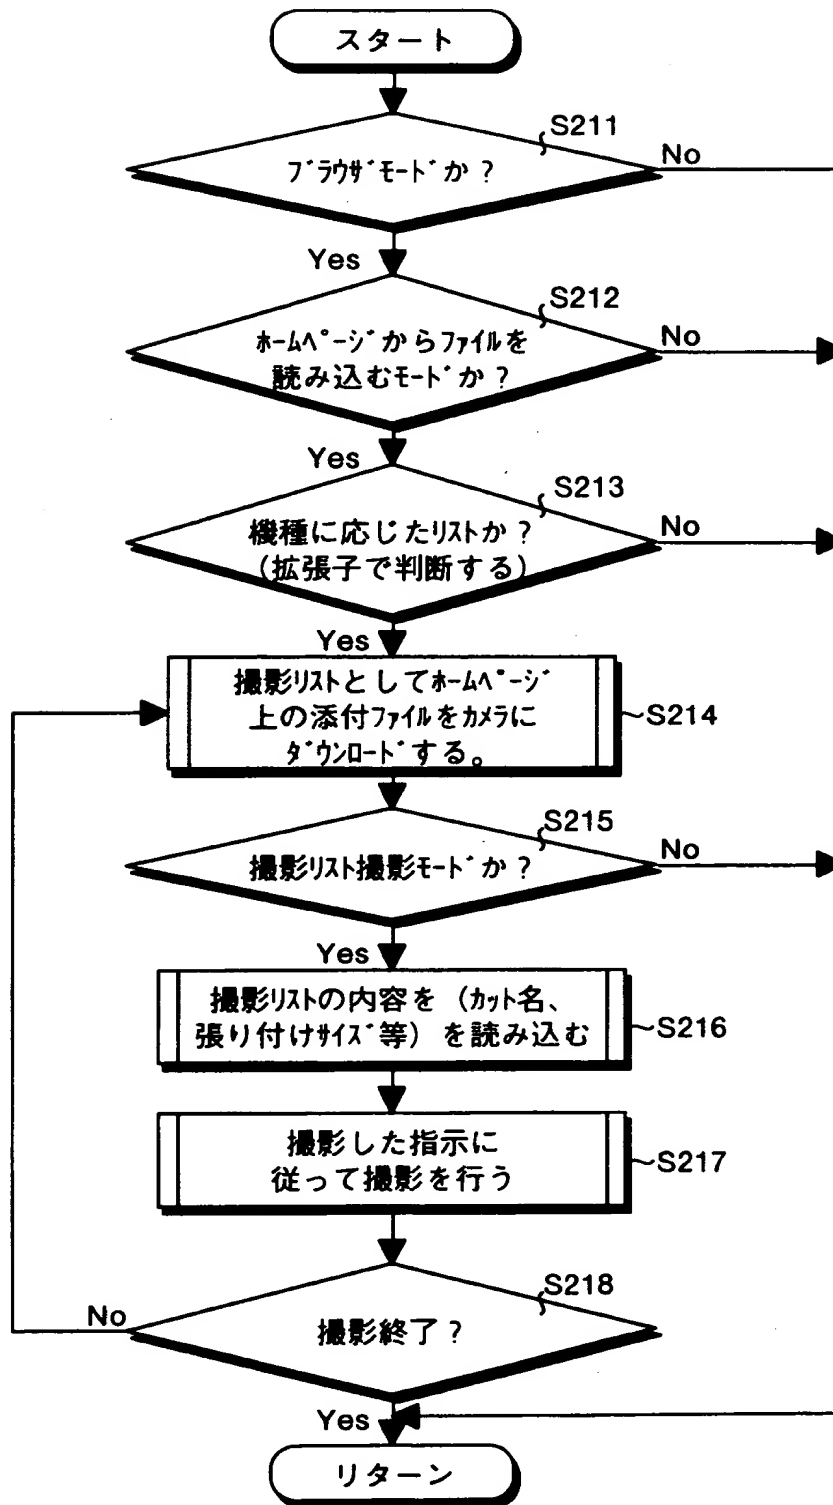 スタート
S211
ﾌﾞﾗｳｻﾞﾓｰﾄﾞか?
No
Yes
S212
ﾎｰﾑﾍﾟｰｼﾞからﾌｧｲﾙを
読み込むﾓｰﾄﾞか?
No
Yes
S213
機種に応じたﾘｽﾄか?
(拡張子で判断する)
No
Yes
撮影ﾘｽﾄとしてﾎｰﾑﾍﾟｰｼﾞ
上の添付ﾌｧｲﾙをｶﾒﾗに
ﾀﾞｳﾝﾛｰﾄﾞする。
S214
S215
撮影ﾘｽﾄ撮影ﾓｰﾄﾞか?
No
Yes
撮影ﾘｽﾄの内容を (ｶｯﾄ名、
張り付けｻｲｽﾞ等) を読み込む
S216
撮影した指示に
従って撮影を行う
S217
S218
撮影終了?
No
Yes
リターン